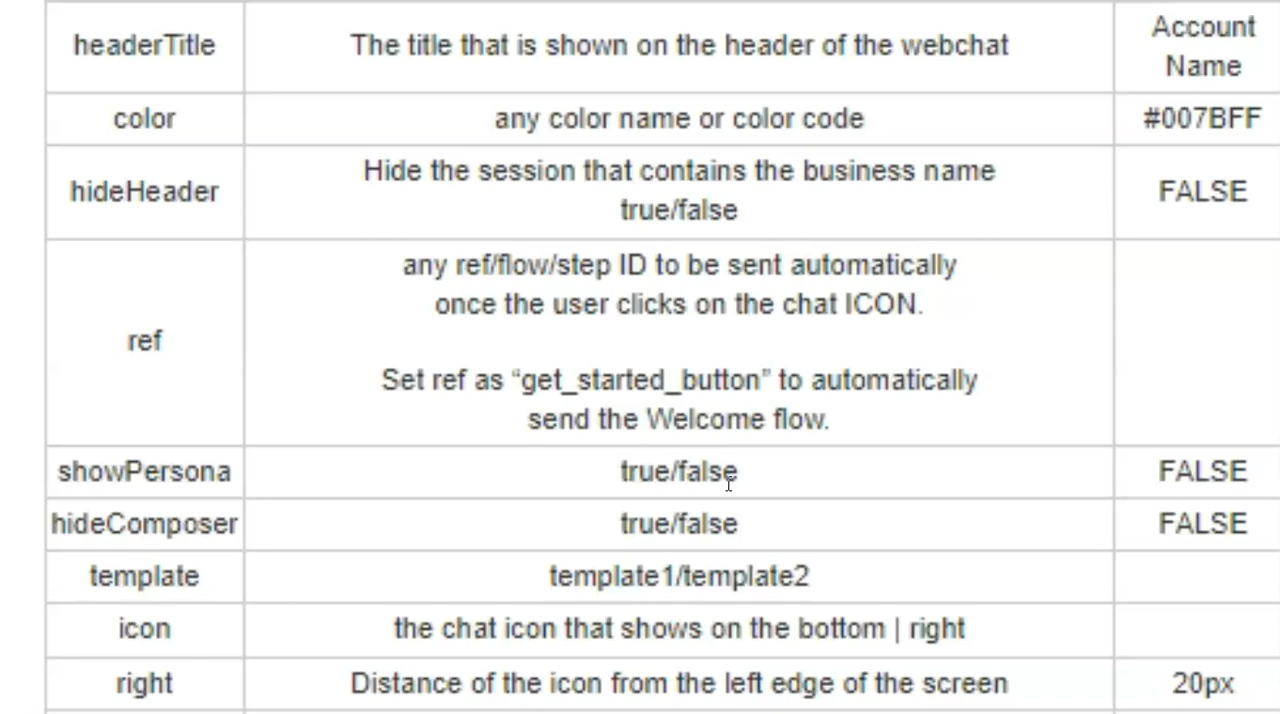 headerTitle
The title that is shown on the header of the webchat
Account
Name
color
any color name or color code
#007BFF
hideHeader
Hide the session that contains the business name
true/false
FALSE
ref
any ref/flow/step ID to be sent automatically
once the user clicks on the chat ICON.
Set ref as “get_started_button” to automatically
send the Welcome flow.
showPersona
true/false
FALSE
hideComposer
true/false
FALSE
template
template1/template2
icon
the chat icon that shows on the bottom | right
right
Distance of the icon from the left edge of the screen
20px